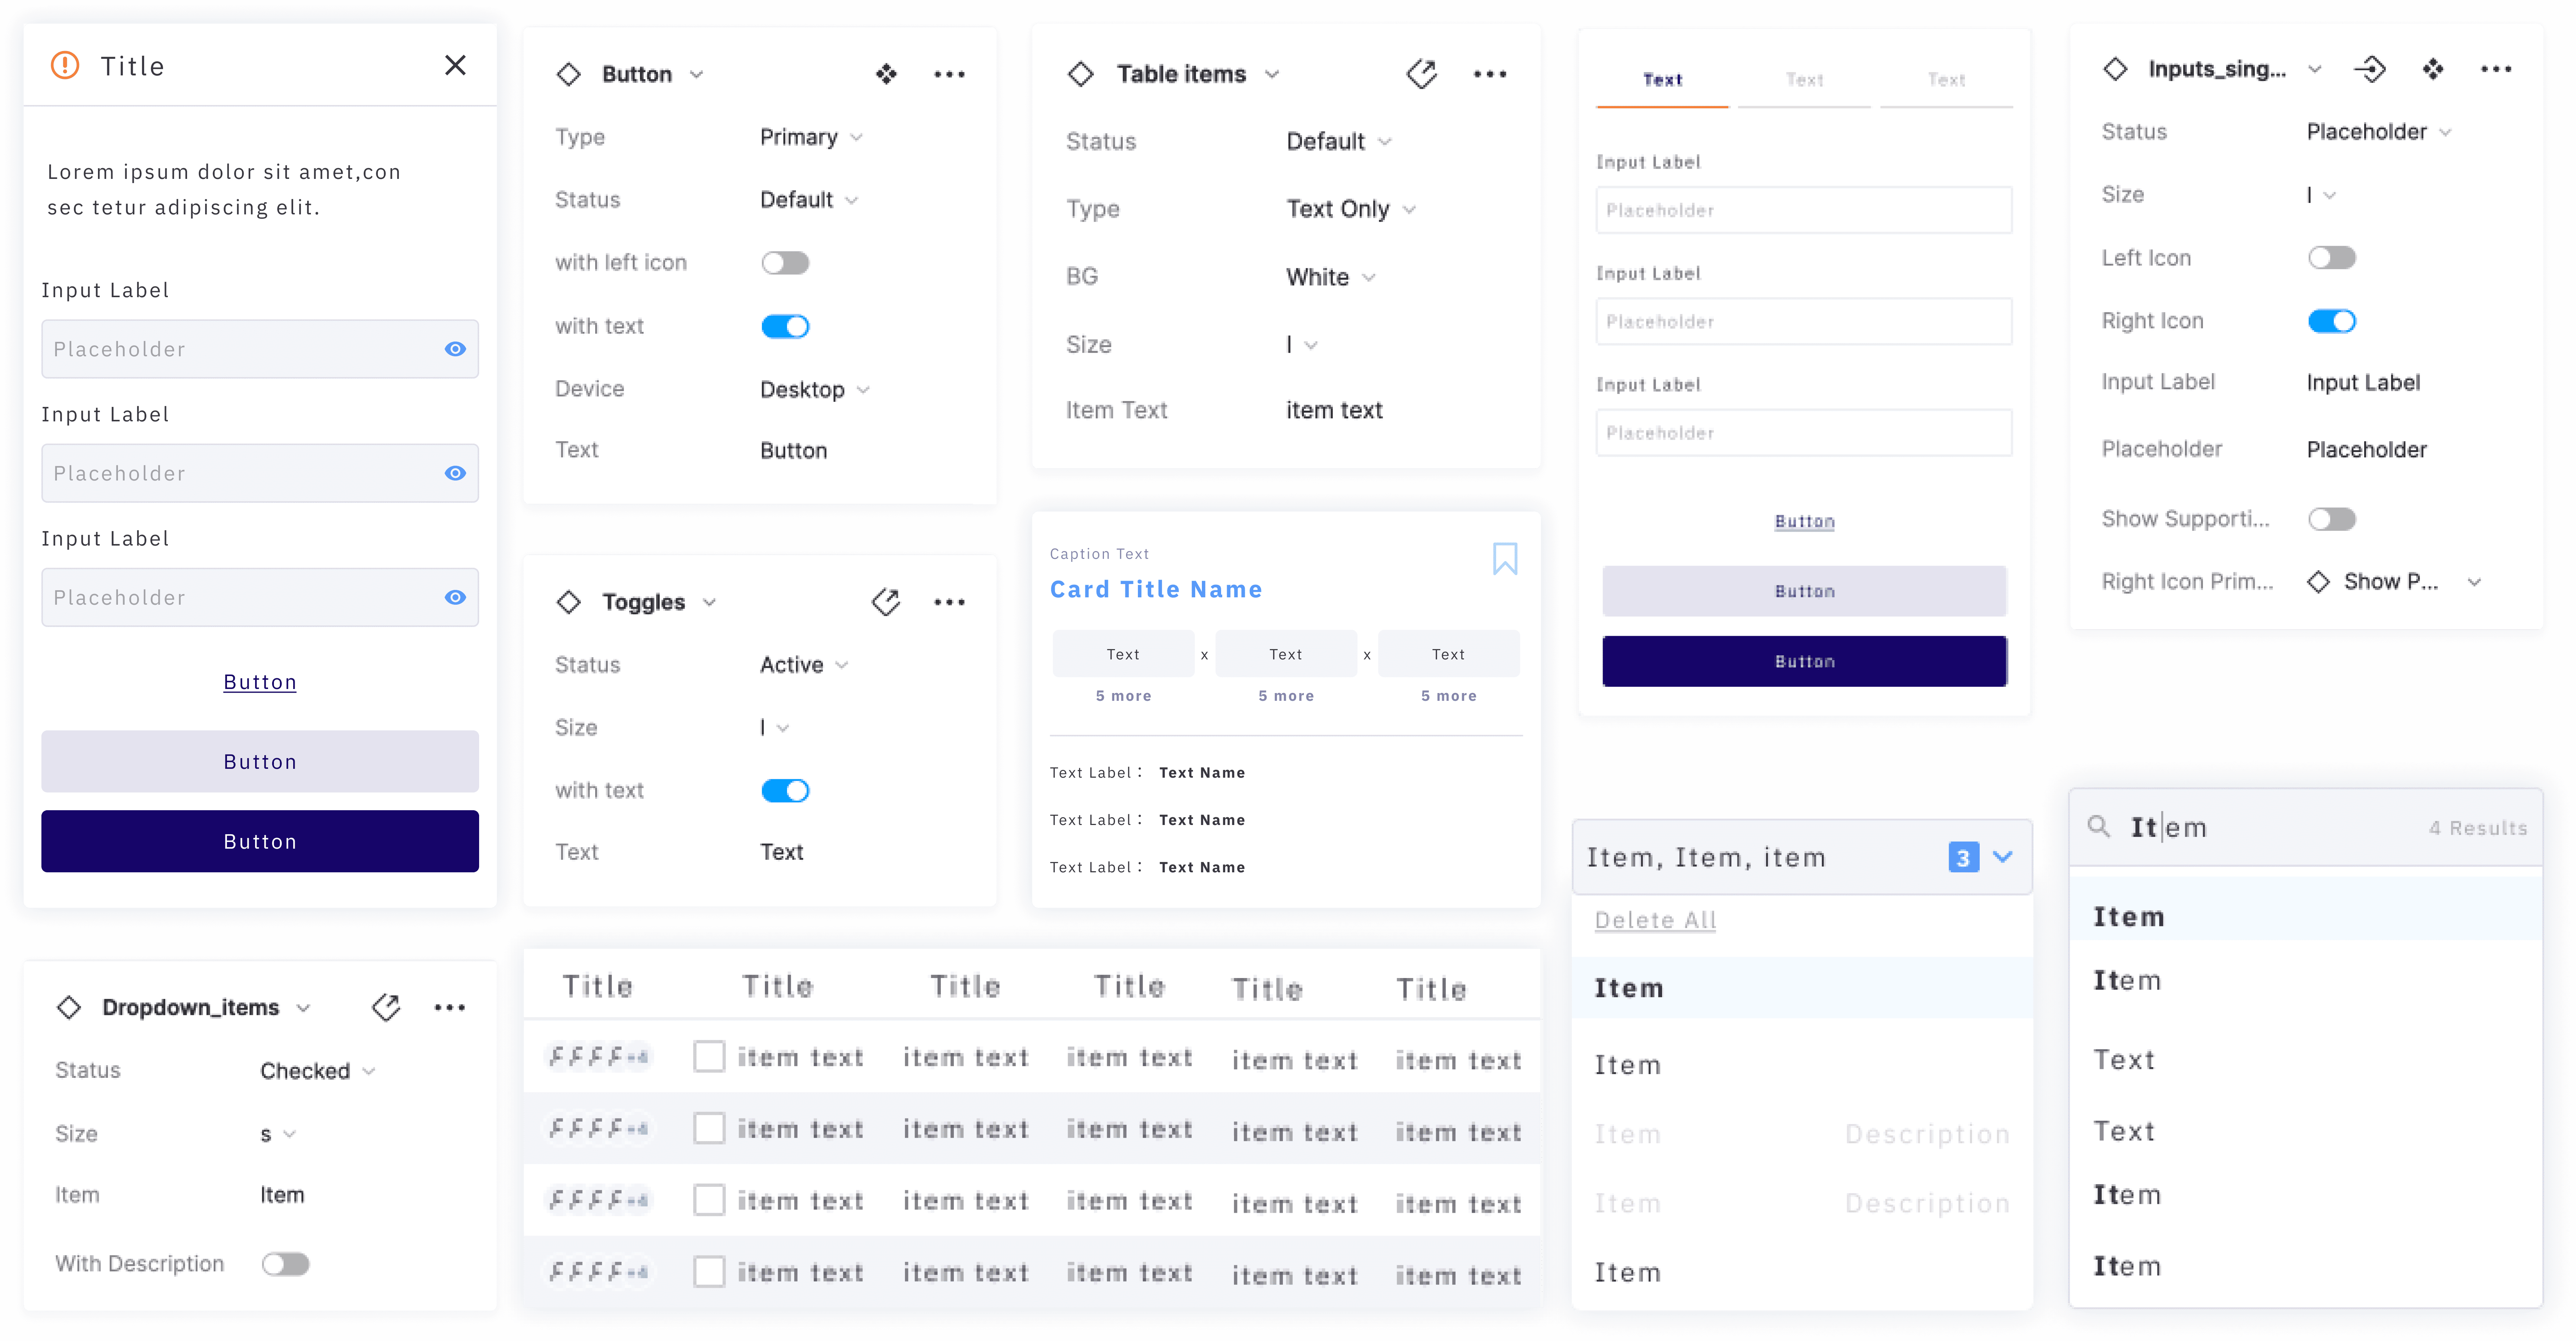 Title
Lorem ipsum dolor sit amet,con
sec tetur adipiscing elit.
Input Label
Placeholder
Input Label
Placeholder
Input Label
Placeholder
Button
Button
Button
Dropdown_items
Status Checked
Size s
Item Item
With Description
Button
Type Primary
Status Default
with left icon
with text
Device Desktop
Text Button
Toggles
Status Active
Size l
with text
Text Text
Table items
Status Default
Type Text Only
BG White
Size l
Item Text item text
Caption Text
Card Title Name
Text x Text x Text
5 more 5 more 5 more
Text Label： Text Name
Text Label： Text Name
Text Label： Text Name
Title Title Title Title Title Title
F F F F +4 item text item text item text item text item text
F F F F +4 item text item text item text item text item text
F F F F +4 item text item text item text item text item text
F F F F +4 item text item text item text item text item text
Text Text Text
Input Label
Placeholder
Input Label
Placeholder
Input Label
Placeholder
Button
Button
Button
Item, Item, item 3
Delete All
Item
Item
Item Description
Item Description
Item
Inputs_sing...
Status Placeholder
Size l
Left Icon
Right Icon
Input Label Input Label
Placeholder Placeholder
Show Supporti...
Right Icon Prim... Show P...
Item 4 Results
Item
Item
Text
Text
Item
Item